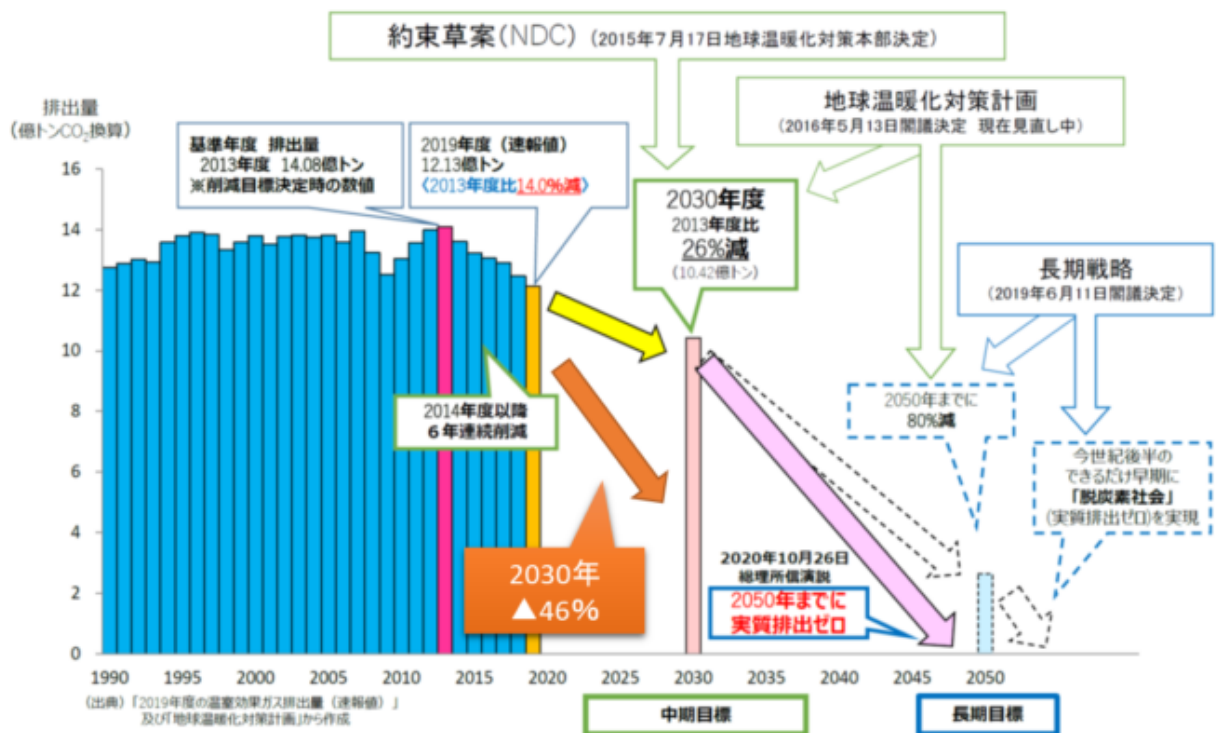 約束草案(NDC) (2015年7月17日地球温暖化対策本部決定)
地球温暖化対策計画
(2016年5月13日閣議決定 現在見直し中)
排出量
(億トンCO₂換算)
基準年度 排出量
2013年度 14.08億トン
※削減目標決定時の数値
2019年度(速報値)
12.13億トン
〈2013年度比14.0%減〉
2030年度
2013年度比
26%減
(10.42億トン)
長期戦略
(2019年6月11日閣議決定)
16
14
12
10
8
6
4
2
0
2014年度以降
6年連続削減
2030年
▲46%
2050年までに
80%減
今世紀後半の
できるだけ早期に
「脱炭素社会」
(実質排出ゼロ)を実現
2020年10月26日
総理所信演説
2050年までに
実質排出ゼロ
1990 1995 2000 2005 2010 2015 2020 2025 2030 2035 2040 2045 2050
(出典)「2019年度の温室効果ガス排出量(速報値)」
及び「地球温暖化対策計画」から作成
中期目標
長期目標